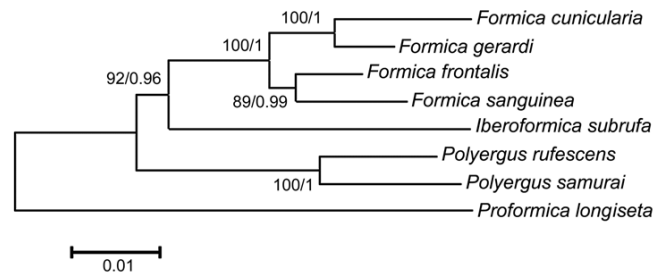 100/1
Formica cunicularia
100/1
Formica gerardi
92/0.96
Formica frontalis
89/0.99
Formica sanguinea
Iberoformica subrufa
Polyergus rufescens
100/1
Polyergus samurai
Proformica longiseta
0.01